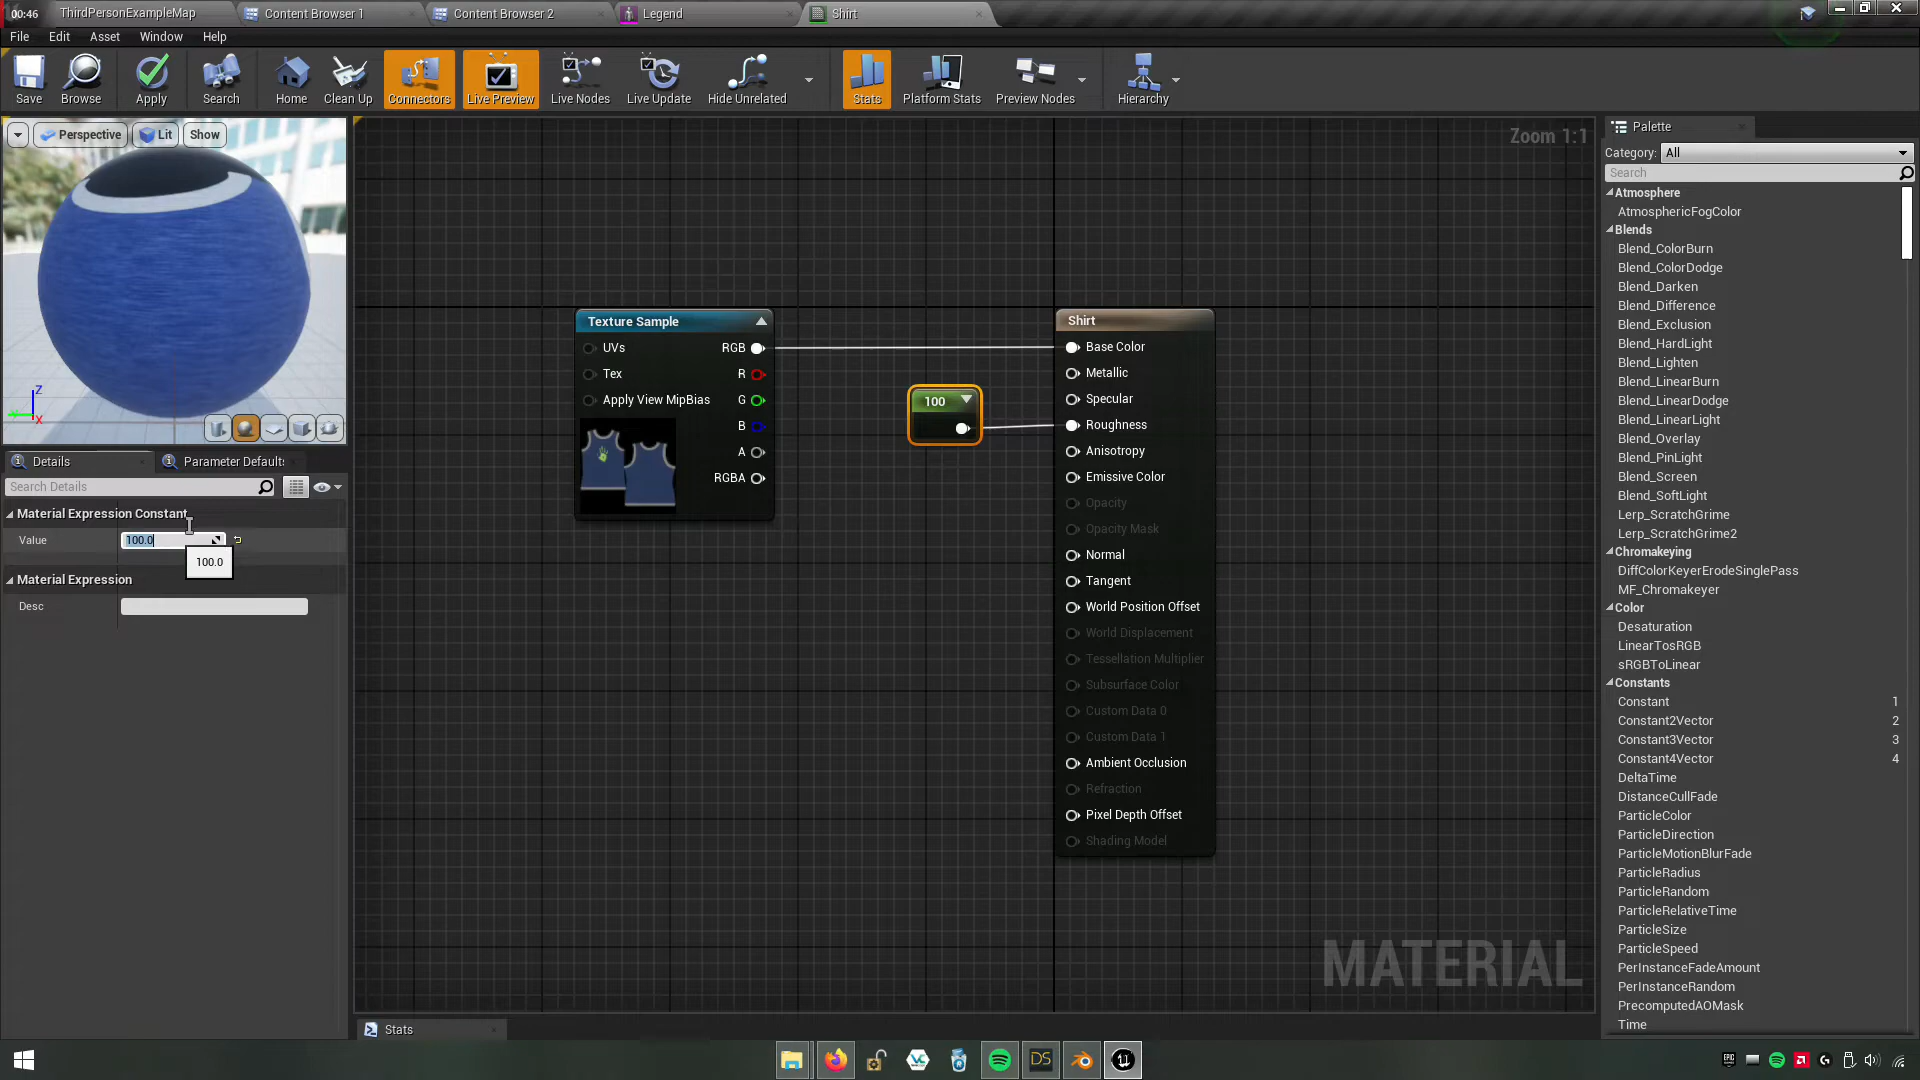 00:46
ThirdPersonExampleMap
Content Browser 1
Content Browser 2
Legend
Shirt
File
Edit
Asset
Window
Help
Save
Browse
Apply
Search
Home
Clean Up
Connectors
Live Preview
Live Nodes
Live Update
Hide Unrelated
Stats
Platform Stats
Preview Nodes
Hierarchy
Perspective
Lit
Show
Z
X
Details
Parameter Defaults
Search Details
Material Expression Constant
Value
100.0
100.0
Material Expression
Desc
Zoom 1:1
Texture Sample
UVs
RGB
Tex
R
Apply View MipBias
G
B
A
RGBA
100
Shirt
Base Color
Metallic
Specular
Roughness
Anisotropy
Emissive Color
Opacity
Opacity Mask
Normal
Tangent
World Position Offset
World Displacement
Tessellation Multiplier
Subsurface Color
Custom Data 0
Custom Data 1
Ambient Occlusion
Refraction
Pixel Depth Offset
Shading Model
MATERIAL
Stats
Palette
Category:
All
Search
Atmosphere
AtmosphericFogColor
Blends
Blend_ColorBurn
Blend_ColorDodge
Blend_Darken
Blend_Difference
Blend_Exclusion
Blend_HardLight
Blend_Lighten
Blend_LinearBurn
Blend_LinearDodge
Blend_LinearLight
Blend_Overlay
Blend_PinLight
Blend_Screen
Blend_SoftLight
Lerp_ScratchGrime
Lerp_ScratchGrime2
Chromakeying
DiffColorKeyerErodeSinglePass
MF_Chromakeyer
Color
Desaturation
LinearTosRGB
sRGBToLinear
Constants
Constant 1
Constant2Vector 2
Constant3Vector 3
Constant4Vector 4
DeltaTime
DistanceCullFade
ParticleColor
ParticleDirection
ParticleMotionBlurFade
ParticleRadius
ParticleRandom
ParticleRelativeTime
ParticleSize
ParticleSpeed
PerInstanceFadeAmount
PerInstanceRandom
PrecomputedAOMask
Time
DS
EPIC